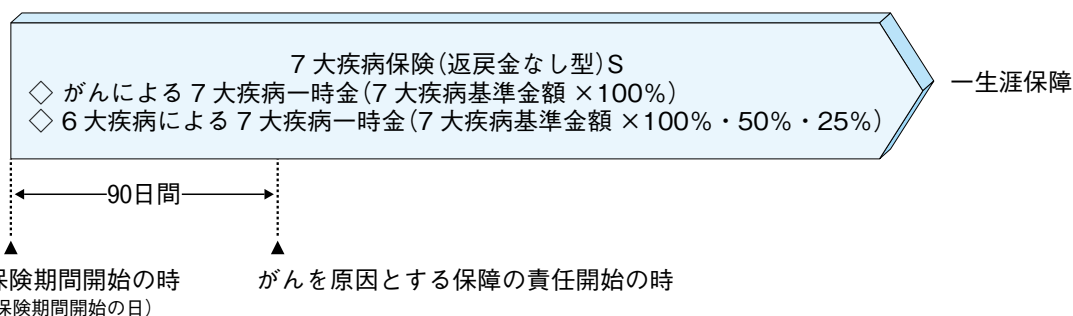 7大疾病保険(返戻金なし型)S
◇ がんによる7大疾病一時金(7大疾病基準金額×100%)
◇ 6大疾病による7大疾病一時金(7大疾病基準金額×100%・50%・25%)
一生涯保障
90日間
保険期間開始の時
保険期間開始の日)
がんを原因とする保障の責任開始の時